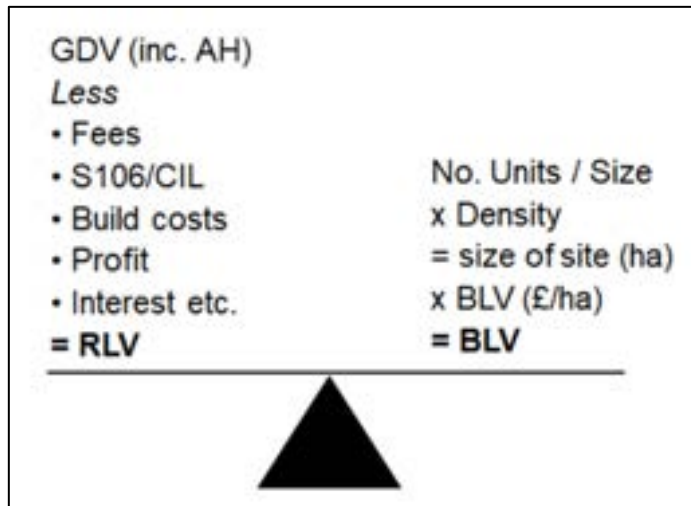 GDV (inc. AH)
Less
• Fees
• S106/CIL
• Build costs
• Profit
• Interest etc.
= RLV
No. Units / Size
x Density
= size of site (ha)
x BLV (£/ha)
= BLV